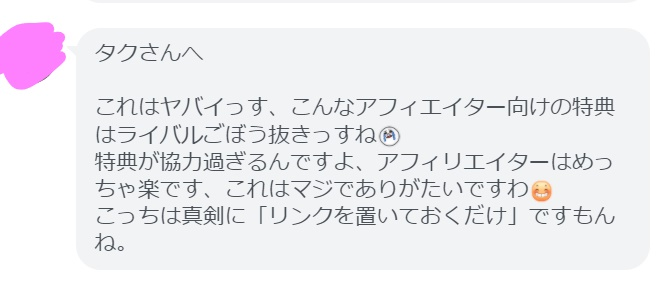 タクさんへ
これはヤバイっす、こんなアフィエイター向けの特典
はライバルごぼう抜きっすね
特典が協力過ぎるんですよ、アフィリエイターはめっ
ちゃ楽です、これはマジでありがたいですわ
こっちは真剣に「リンクを置いておくだけ」ですもん
ね。